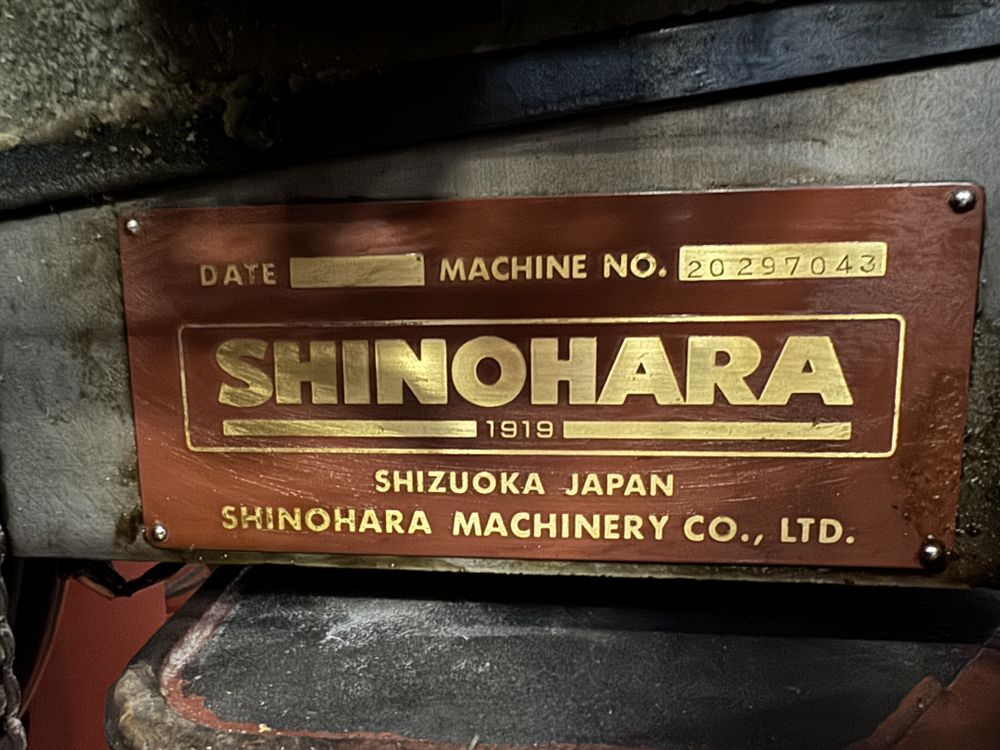 DATE MACHINE NO. 20297043
SHINOHARA
1919
SHIZUOKA JAPAN
SHINOHARA MACHINERY CO., LTD.